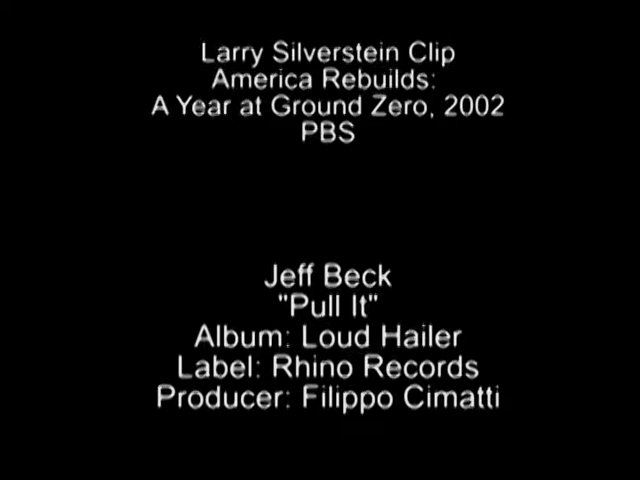 Larry Silverstein Clip
America Rebuilds:
A Year at Ground Zero, 2002
PBS
Jeff Beck
"Pull It"
Album: Loud Hailer
Label: Rhino Records
Producer: Filippo Cimatti